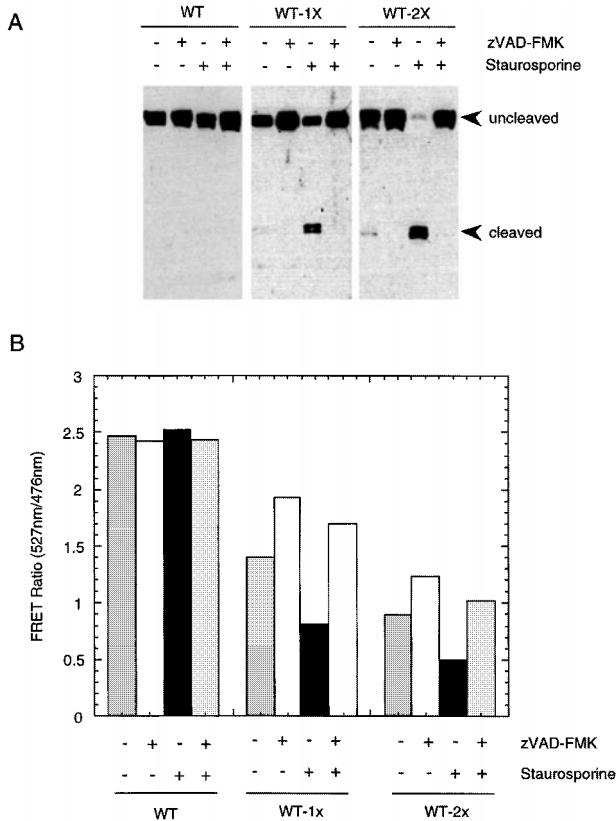 A
WT WT-1X WT-2X
- + - + - + - + - + - + zVAD-FMK
- - + + - - + + - - + + Staurosporine
uncleaved
cleaved
B
3
2.5
2
1.5
1
0.5
0
FRET Ratio (527nm/476nm)
- + - + - + - + - + - + zVAD-FMK
- - + + - - + + - - + + Staurosporine
WT WT-1x WT-2x